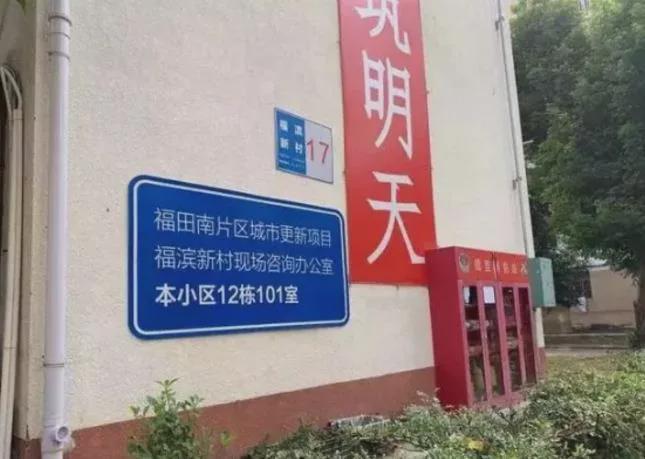 筑明天
福滨
新村
17
福田南片区城市更新项目
福滨新村现场咨询办公室
本小区12栋101室